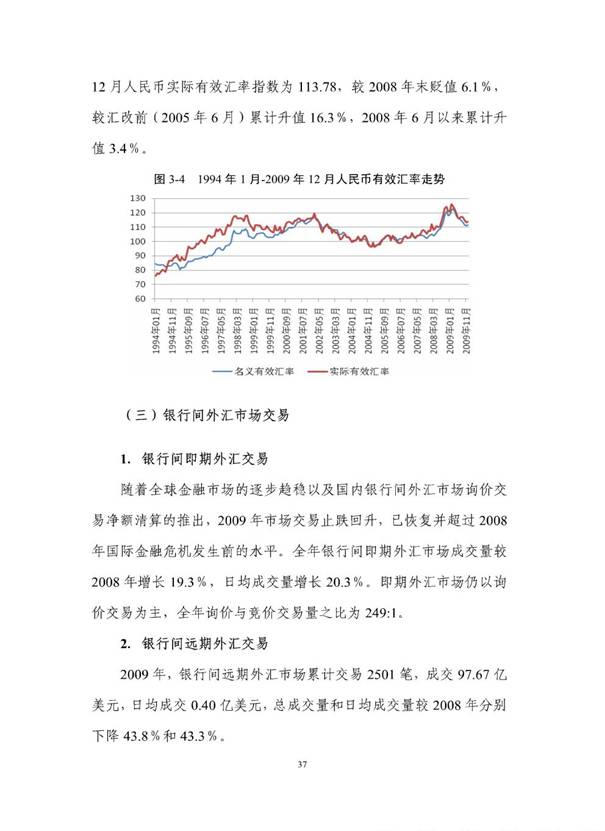 12 月人民币实际有效汇率指数为 113.78，较 2008 年末贬值 6.1%，
较汇改前（2005 年 6 月）累计升值 16.3%，2008 年 6 月以来累计升
值 3.4%。
图 3-4 1994 年 1 月-2009 年 12 月人民币有效汇率走势
130
120
110
100
90
80
70
60
1994年01月
1994年11月
1995年09月
1996年07月
1997年05月
1998年03月
1999年01月
1999年11月
2000年09月
2001年07月
2002年05月
2003年03月
2004年01月
2004年11月
2005年09月
2006年07月
2007年05月
2008年03月
2009年01月
2009年11月
名义有效汇率 实际有效汇率
（三）银行间外汇市场交易
1. 银行间即期外汇交易
随着全球金融市场的逐步趋稳以及国内银行间外汇市场询价交
易净额清算的推出，2009 年市场交易止跌回升，已恢复并超过 2008
年国际金融危机发生前的水平。全年银行间即期外汇市场成交量较
2008 年增长 19.3%，日均成交量增长 20.3%。即期外汇市场仍以询
价交易为主，全年询价与竞价交易量之比为 249:1。
2. 银行间远期外汇交易
2009 年，银行间远期外汇市场累计交易 2501 笔，成交 97.67 亿
美元，日均成交 0.40 亿美元，总成交量和日均成交量较 2008 年分别
下降 43.8%和 43.3%。
37